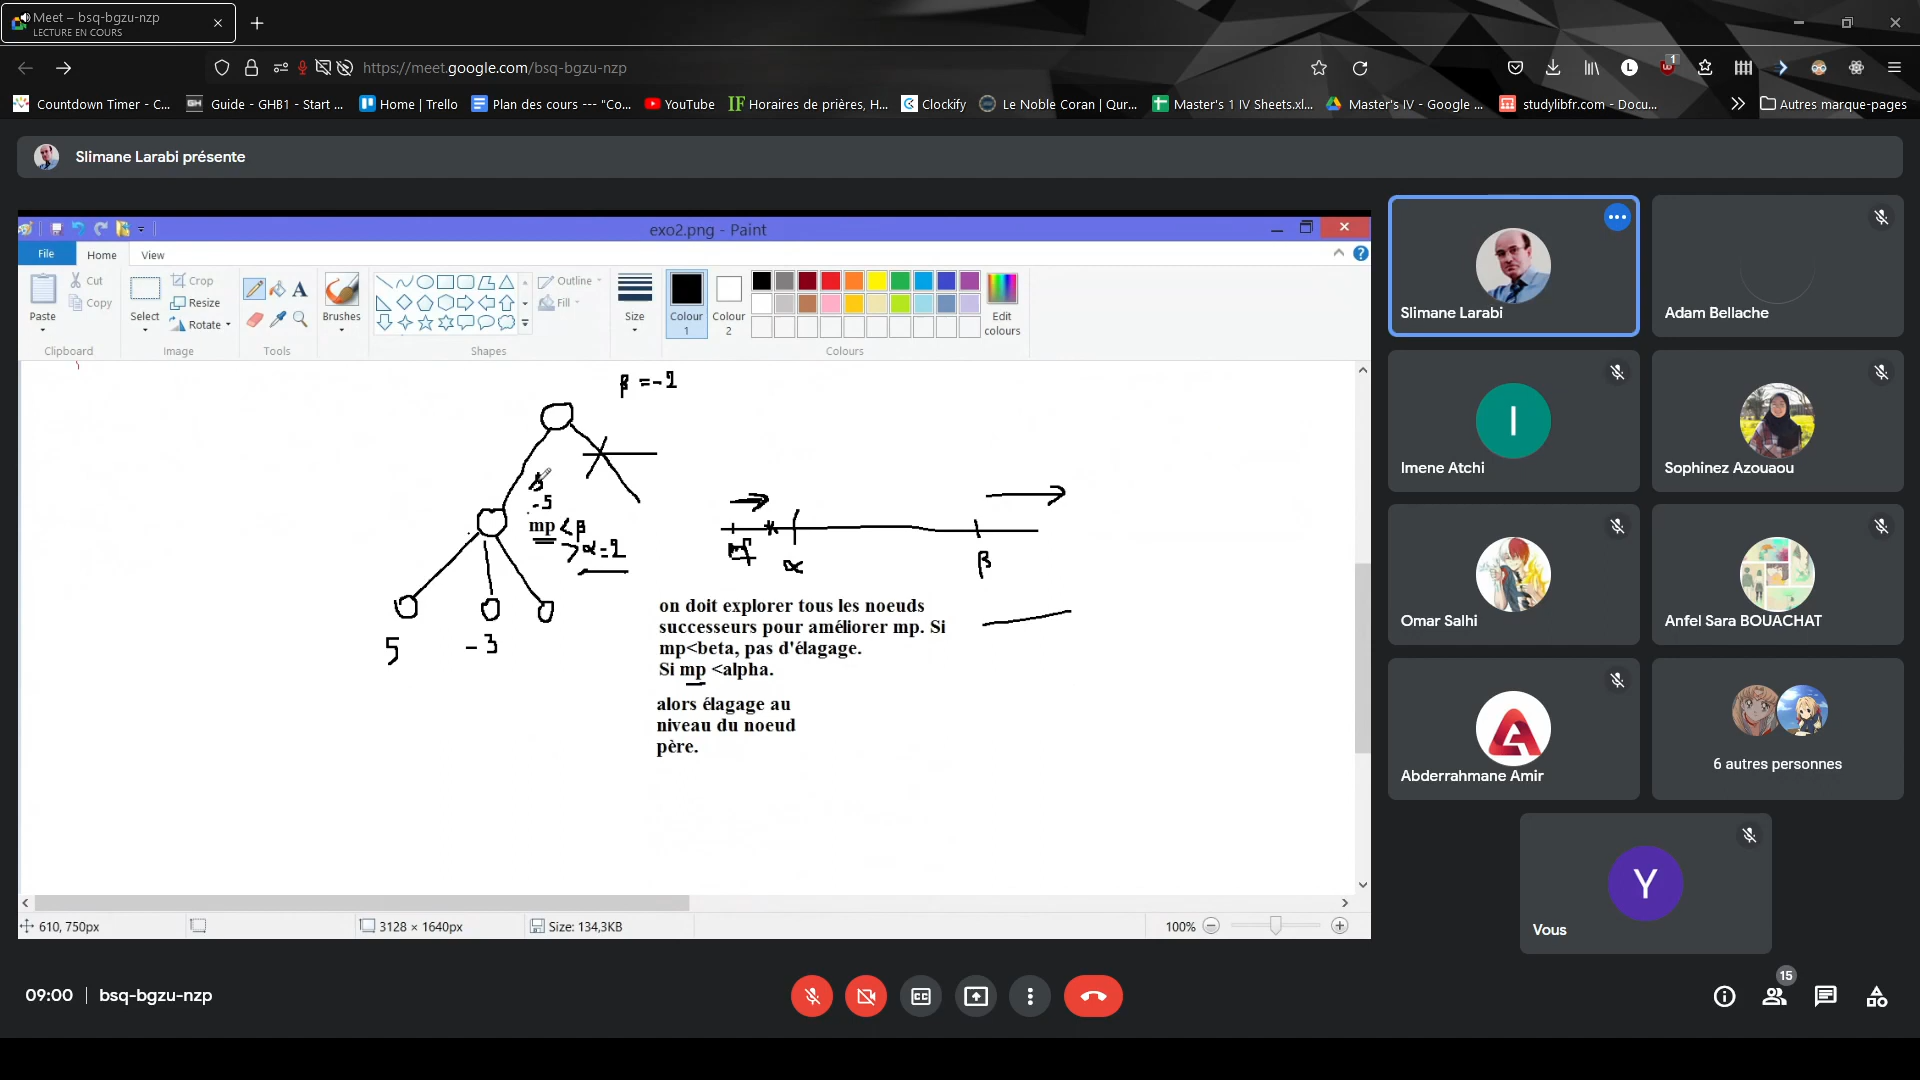 Meet – bsq-bgzu-nzp
LECTURE EN COURS
https://meet.google.com/bsq-bgzu-nzp
1
Countdown Timer - C...
Guide - GHB1 - Start ...
Home | Trello
Plan des cours --- "Co...
YouTube
IF Horaires de prières, H...
Clockify
Le Noble Coran | Qur...
Master's 1 IV Sheets.xl...
Master's IV - Google ...
studylibfr.com - Docu...
Autres marque-pages
Slimane Larabi présente
exo2.png - Paint
File
Home
View
Paste
Cut
Copy
Clipboard
Select
Crop
Resize
Rotate
Image
Tools
Brushes
Shapes
Outline
Fill
Size
Colour 1
Colour 2
Edit colours
Colours
β = -2
-5
mp < β
> α = 2
5
-3
α
β
on doit explorer tous les noeuds
successeurs pour améliorer mp. Si
mp<beta, pas d'élagage.
Si mp <alpha.
alors élagage au
niveau du noeud
père.
610, 750px
3128 × 1640px
Size: 134,3KB
100%
Slimane Larabi
Adam Bellache
I
Imene Atchi
Sophinez Azouaou
Omar Salhi
Anfel Sara BOUACHAT
Abderrahmane Amir
6 autres personnes
Y
Vous
09:00 | bsq-bgzu-nzp
15